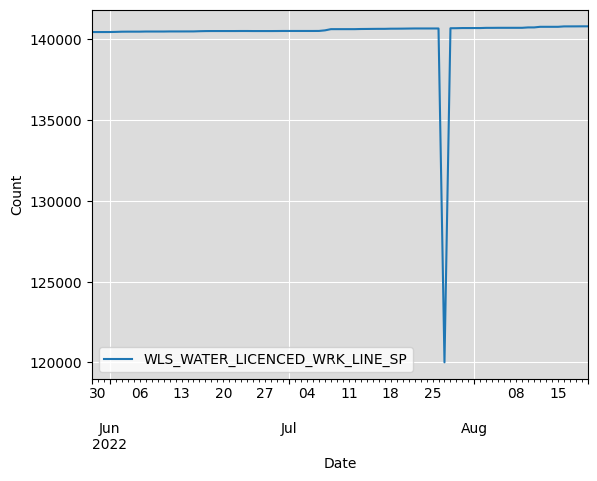 140000
135000
130000
125000
120000
Count
WLS_WATER_LICENCED_WRK_LINE_SP
30 06 13 20 27 04 11 18 25 08 15
Jun Jul Aug
2022
Date